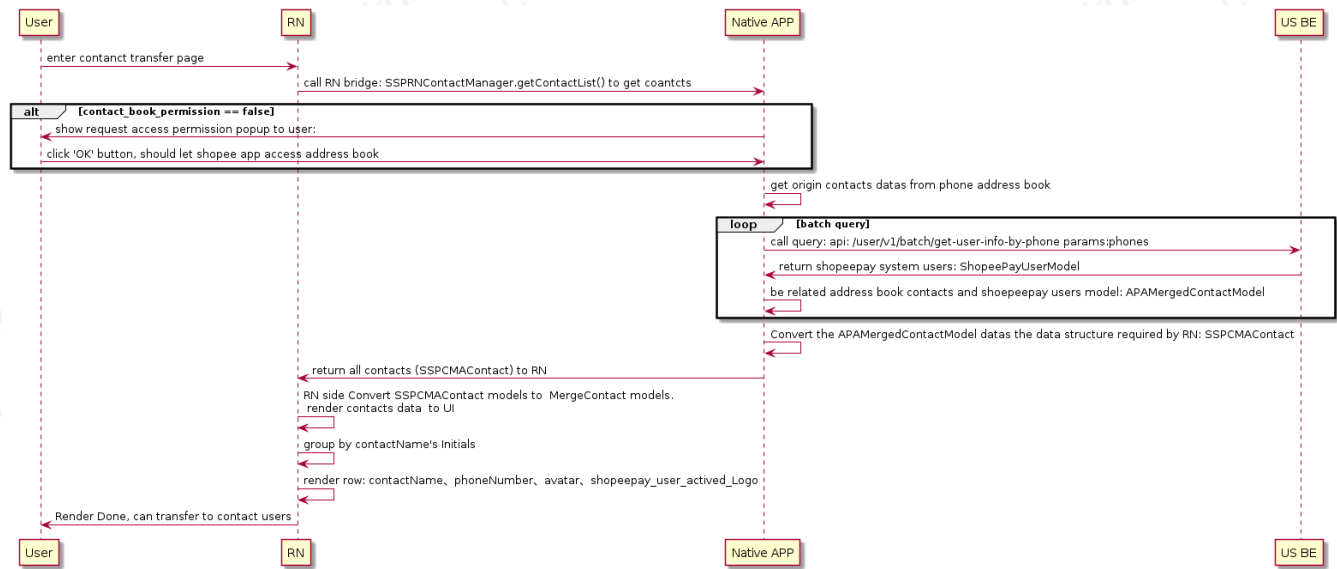 User
RN
Native APP
US BE
enter contanct transfer page
call RN bridge: SSPRNContactManager.getContactList() to get coantcts
alt
[contact_book_permission == false]
show request access permission popup to user:
click 'OK' button, should let shopee app access address book
get origin contacts datas from phone address book
loop
[batch query]
call query: api: /user/v1/batch/get-user-info-by-phone params:phones
return shopeepay system users: ShopeePayUserModel
be related address book contacts and shoepeepay users model: APAMergedContactModel
Convert the APAMergedContactModel datas the data structure required by RN: SSPCMAContact
return all contacts (SSPCMAContact) to RN
RN side Convert SSPCMAContact models to  MergeContact models.
render contacts data  to UI
group by contactName's Initials
render row: contactName、phoneNumber、avatar、shopeepay_user_actived_Logo
Render Done, can transfer to contact users
User
RN
Native APP
US BE